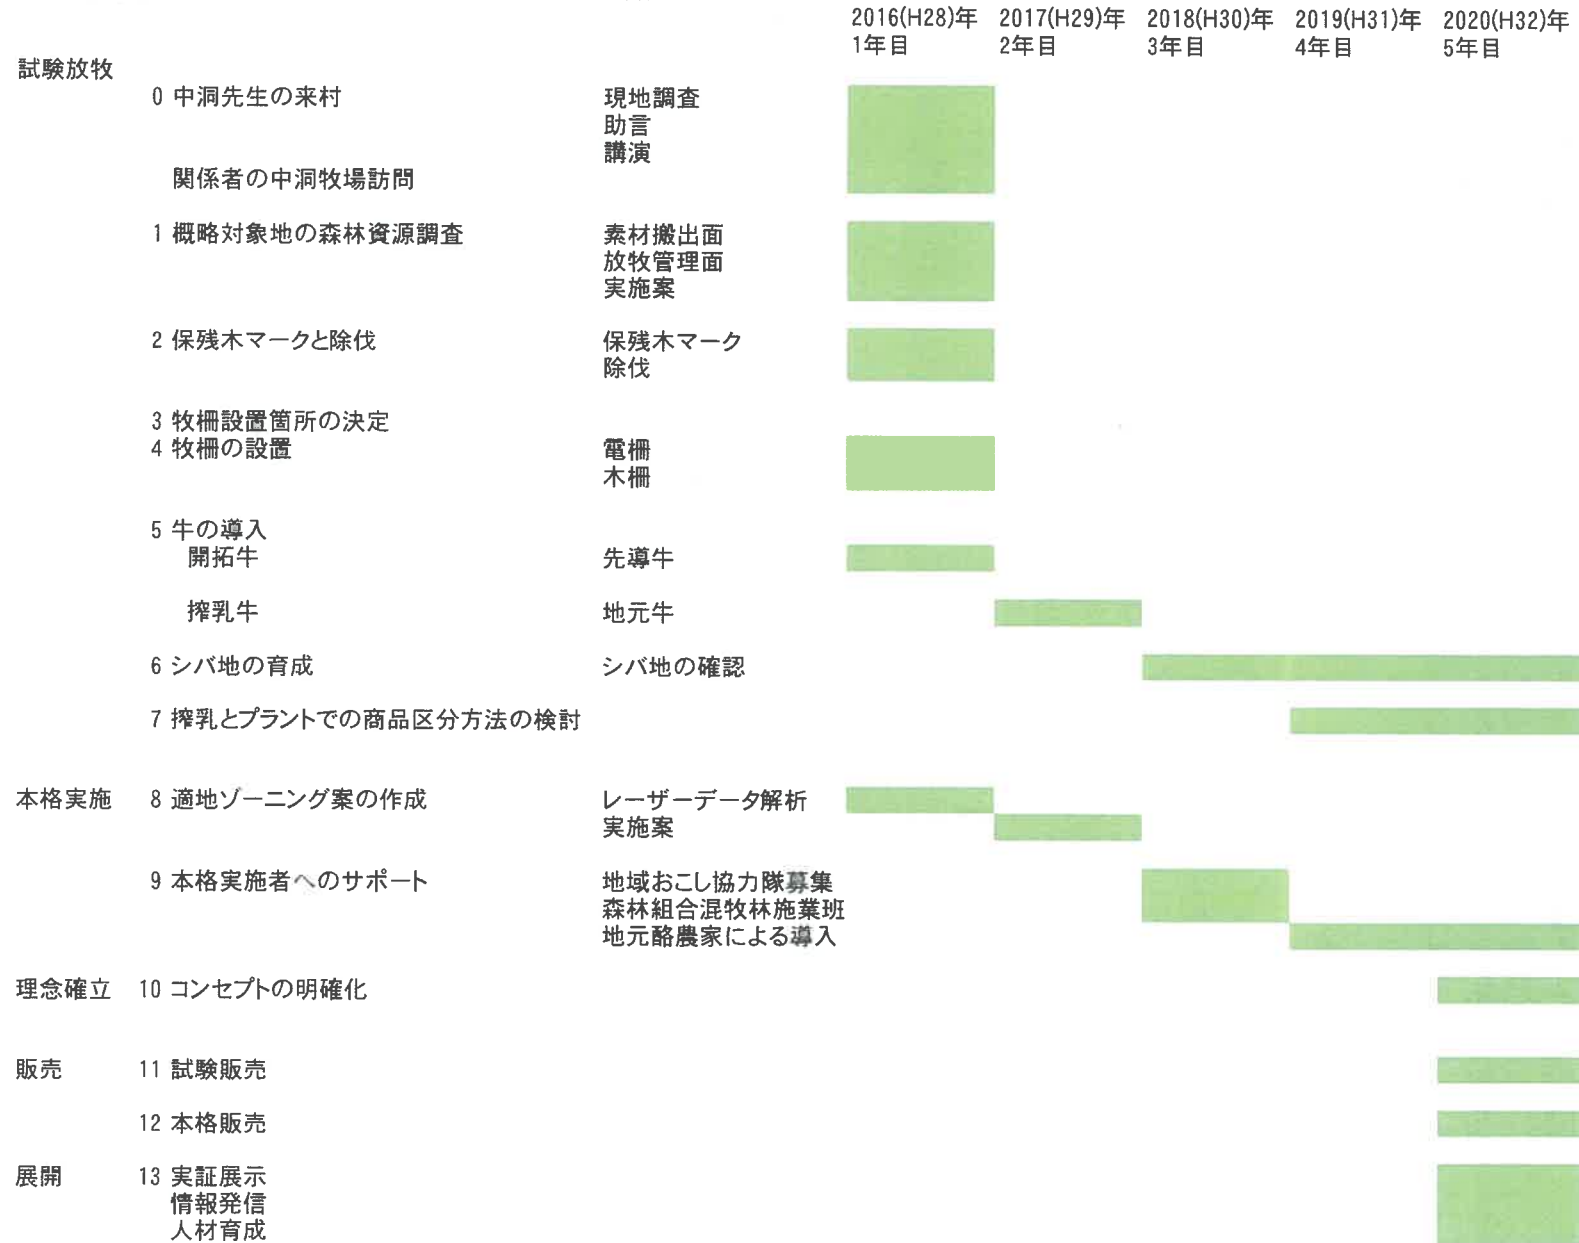 2016(H28)年 2017(H29)年 2018(H30)年 2019(H31)年 2020(H32)年
1年目 2年目 3年目 4年目 5年目
試験放牧
0 中洞先生の来村 現地調査
助言
講演
関係者の中洞牧場訪問
1 概略対象地の森林資源調査 素材搬出面
放牧管理面
実施案
2 保残木マークと除伐 保残木マーク
除伐
3 牧柵設置箇所の決定
4 牧柵の設置 電柵
木柵
5 牛の導入
開拓牛 先導牛
搾乳牛 地元牛
6 シバ地の育成 シバ地の確認
7 搾乳とプラントでの商品区分方法の検討
本格実施 8 適地ゾーニング案の作成 レーザーデータ解析
実施案
9 本格実施者へのサポート 地域おこし協力隊募集
森林組合混牧林施業班
地元酪農家による導入
理念確立 10 コンセプトの明確化
販売 11 試験販売
12 本格販売
展開 13 実証展示
情報発信
人材育成